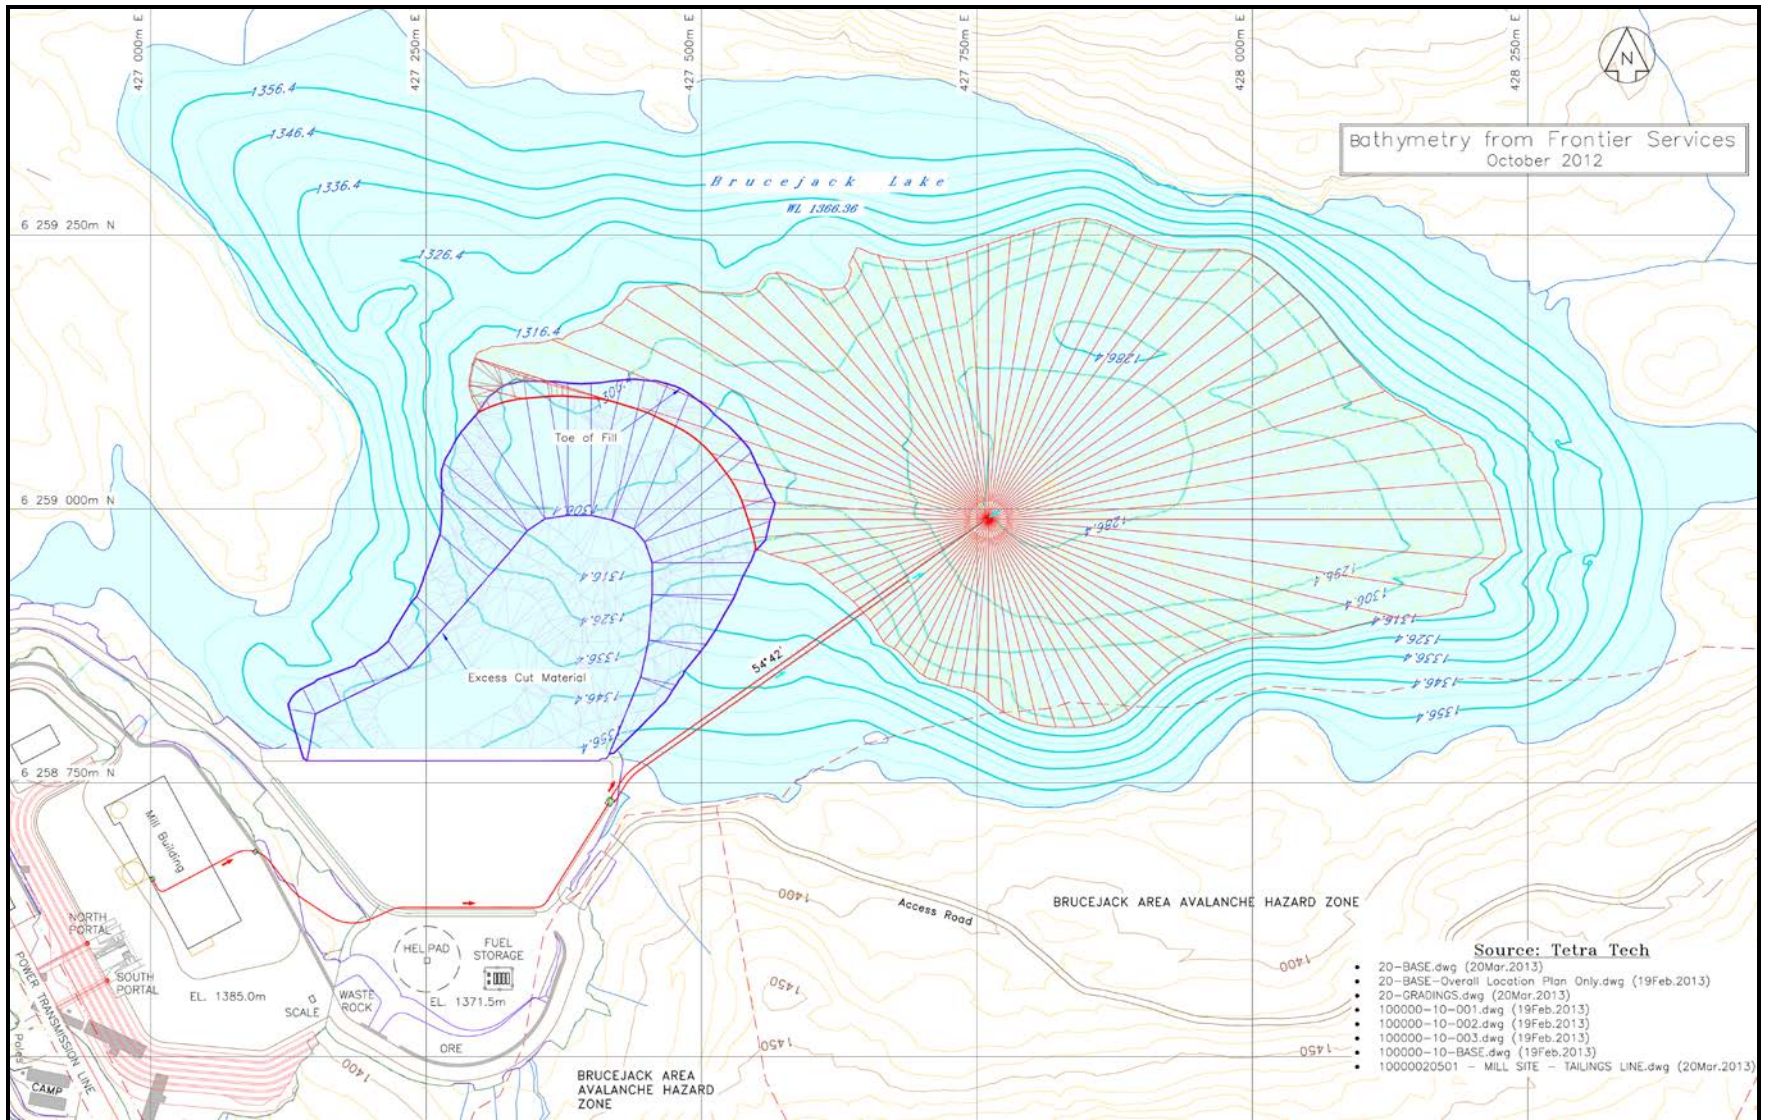 427 000m E
427 250m E
427 500m E
427 750m E
428 000m E
428 250m E
N
Bathymetry from Frontier Services
October 2012
1356.4
1346.4
1336.4
1326.4
1316.4
Brucejack Lake
WL 1366.36
6 259 250m N
1286.4
Toe of Fill
6 259 000m N
1286.4
1316.4
1296.4
1306.4
1326.4
1316.4
1336.4
1326.4
1346.4
1336.4
1356.4
1346.4
1356.4
54°42'
Excess Cut Material
6 258 750m N
Mill Building
NORTH
PORTAL
SOUTH
PORTAL
EL. 1385.0m
SCALE
WASTE
ROCK
HELIPAD
FUEL
STORAGE
EL. 1371.5m
ORE
POWER TRANSMISSION LINE
Poles
CAMP
1400
1400
Access Road
BRUCEJACK AREA AVALANCHE HAZARD ZONE
1400
1450
1450
1450
BRUCEJACK AREA
AVALANCHE HAZARD
ZONE
Source: Tetra Tech
• 20-BASE.dwg (20Mar.2013)
• 20-BASE-Overall Location Plan Only.dwg (19Feb.2013)
• 20-GRADINGS.dwg (20Mar.2013)
• 100000-10-001.dwg (19Feb.2013)
• 100000-10-002.dwg (19Feb.2013)
• 100000-10-003.dwg (19Feb.2013)
• 100000-10-BASE.dwg (19Feb.2013)
• 10000020501 - MILL SITE - TAILINGS LINE.dwg (20Mar.2013)